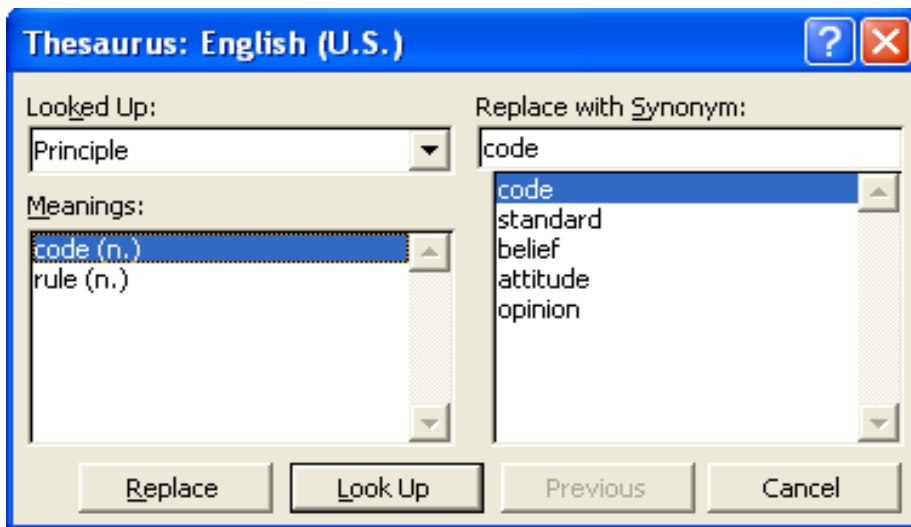 Thesaurus: English (U.S.)
Looked Up:
Principle
Meanings:
code (n.)
rule (n.)
Replace with Synonym:
code
code
standard
belief
attitude
opinion
Replace
Look Up
Previous
Cancel